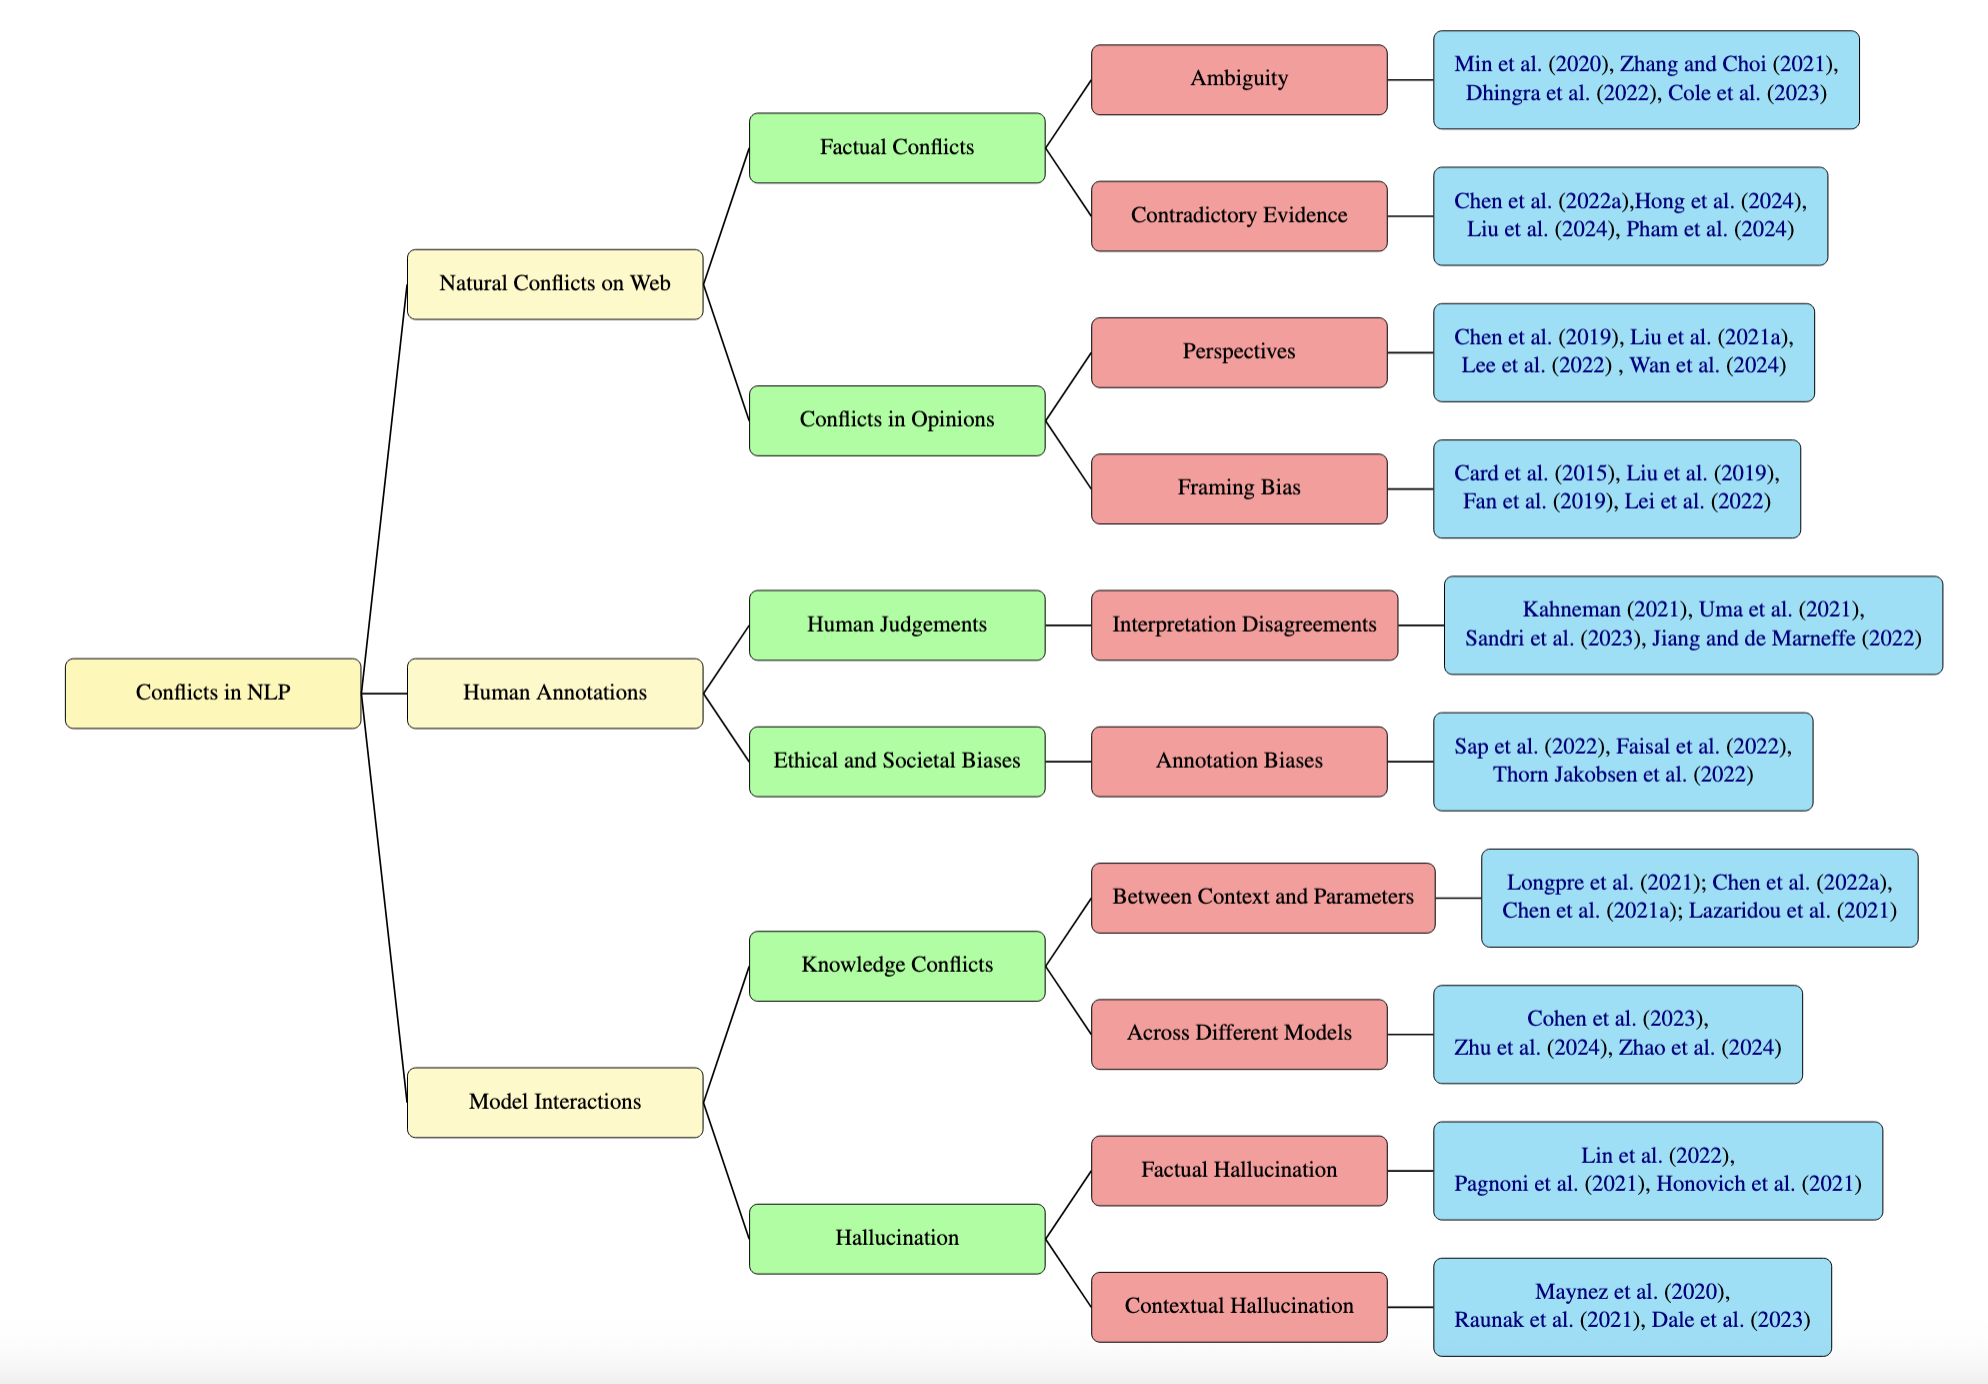 Ambiguity
Min et al. (2020), Zhang and Choi (2021),
Dhingra et al. (2022), Cole et al. (2023)
Factual Conflicts
Contradictory Evidence
Chen et al. (2022a),Hong et al. (2024),
Liu et al. (2024), Pham et al. (2024)
Natural Conflicts on Web
Perspectives
Chen et al. (2019), Liu et al. (2021a),
Lee et al. (2022) , Wan et al. (2024)
Conflicts in Opinions
Framing Bias
Card et al. (2015), Liu et al. (2019),
Fan et al. (2019), Lei et al. (2022)
Human Judgements
Interpretation Disagreements
Kahneman (2021), Uma et al. (2021),
Sandri et al. (2023), Jiang and de Marneffe (2022)
Conflicts in NLP
Human Annotations
Ethical and Societal Biases
Annotation Biases
Sap et al. (2022), Faisal et al. (2022),
Thorn Jakobsen et al. (2022)
Between Context and Parameters
Longpre et al. (2021); Chen et al. (2022a),
Chen et al. (2021a); Lazaridou et al. (2021)
Knowledge Conflicts
Across Different Models
Cohen et al. (2023),
Zhu et al. (2024), Zhao et al. (2024)
Model Interactions
Factual Hallucination
Lin et al. (2022),
Pagnoni et al. (2021), Honovich et al. (2021)
Hallucination
Contextual Hallucination
Maynez et al. (2020),
Raunak et al. (2021), Dale et al. (2023)